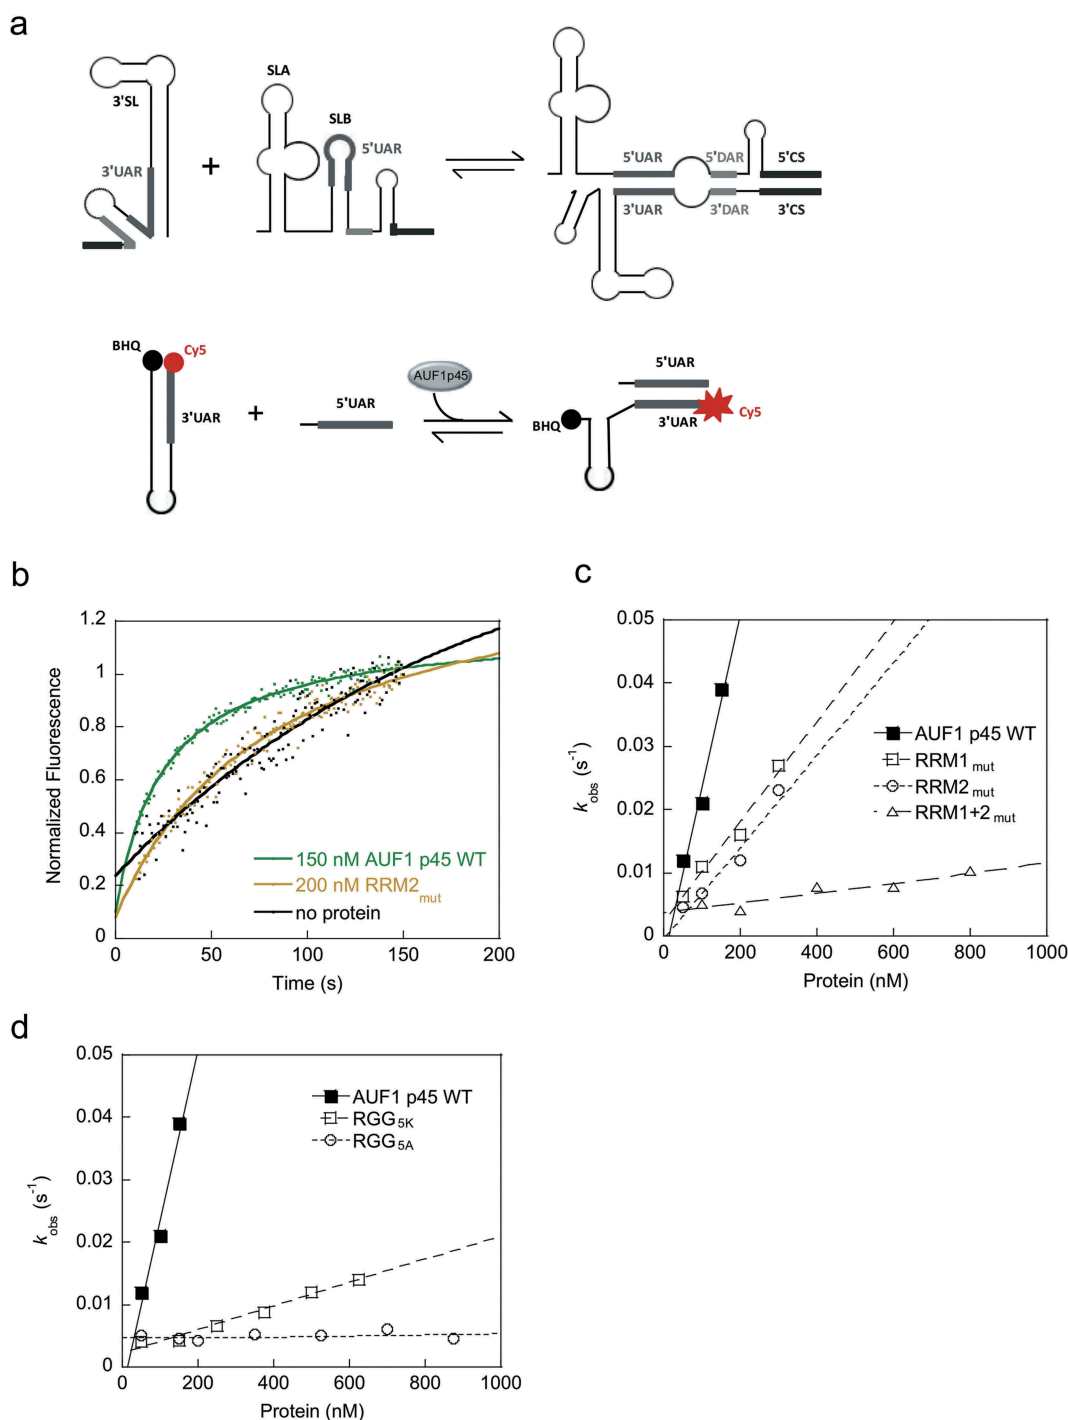 a
3'SL
3'UAR
+
SLA
SLB
5'UAR
5'UAR
5'DAR
5'CS
3'UAR
3'DAR
3'CS
BHQ
Cy5
3'UAR
+
5'UAR
AUF1p45
5'UAR
BHQ
3'UAR
Cy5
b
Normalized Fluorescence
1.2
1
0.8
0.6
0.4
0.2
0
150 nM AUF1 p45 WT
200 nM RRM2mut
no protein
0
50
100
150
200
Time (s)
c
kobs (s-1)
0.05
0.04
0.03
0.02
0.01
0
AUF1 p45 WT
RRM1mut
RRM2mut
RRM1+2mut
0
200
400
600
800
1000
Protein (nM)
d
kobs (s-1)
0.05
0.04
0.03
0.02
0.01
0
AUF1 p45 WT
RGG5K
RGG5A
0
200
400
600
800
1000
Protein (nM)